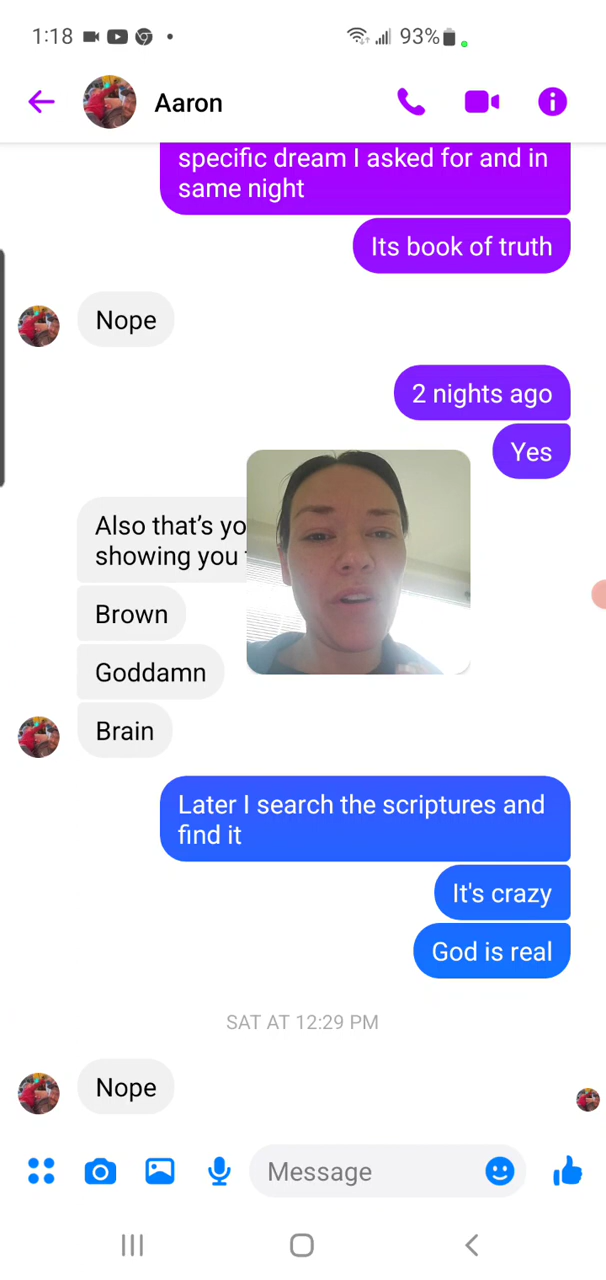 1:18
93%
Aaron
specific dream I asked for and in
same night
Its book of truth
Nope
2 nights ago
Yes
Also that's yo
showing you
Brown
Goddamn
Brain
Later I search the scriptures and
find it
It's crazy
God is real
SAT AT 12:29 PM
Nope
Message